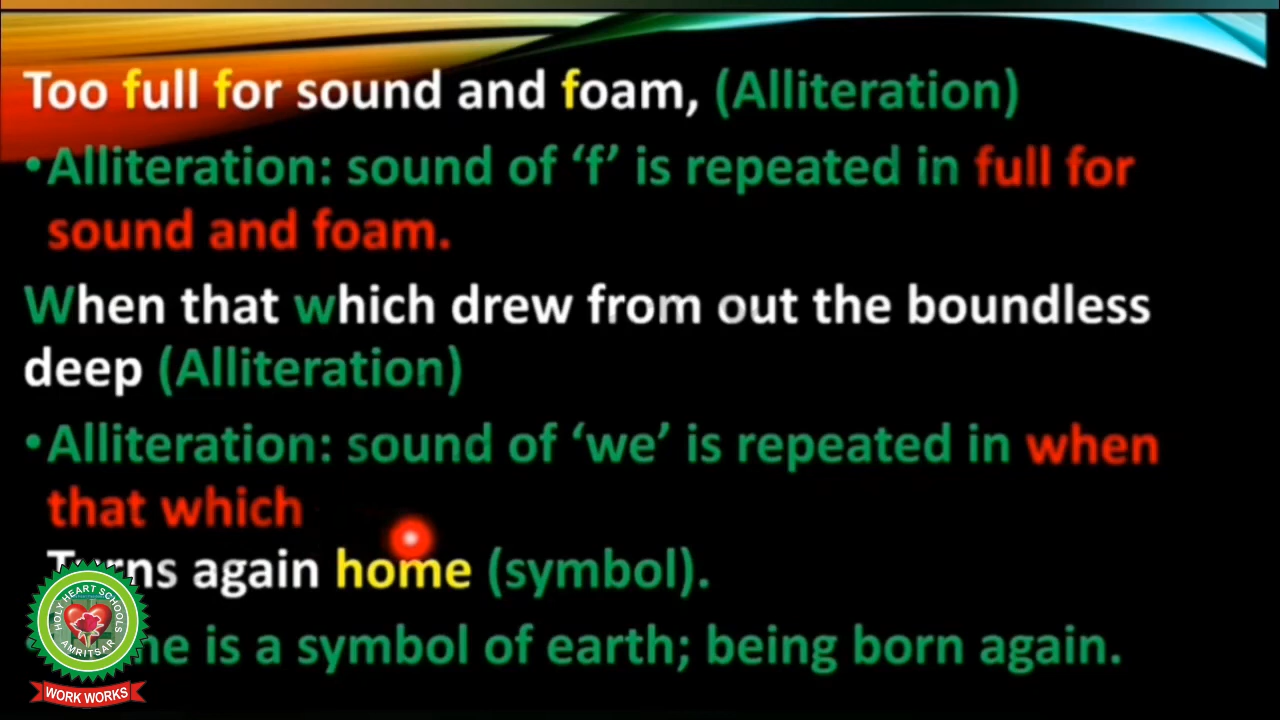 Too full for sound and foam, (Alliteration)
•Alliteration: sound of ‘f’ is repeated in full for
sound and foam.
When that which drew from out the boundless
deep (Alliteration)
•Alliteration: sound of ‘we’ is repeated in when
that which
Turns again home (symbol).
is a symbol of earth; being born again.
HOLY HEART SCHOOLS
AMRITSAR
WORK WORKS